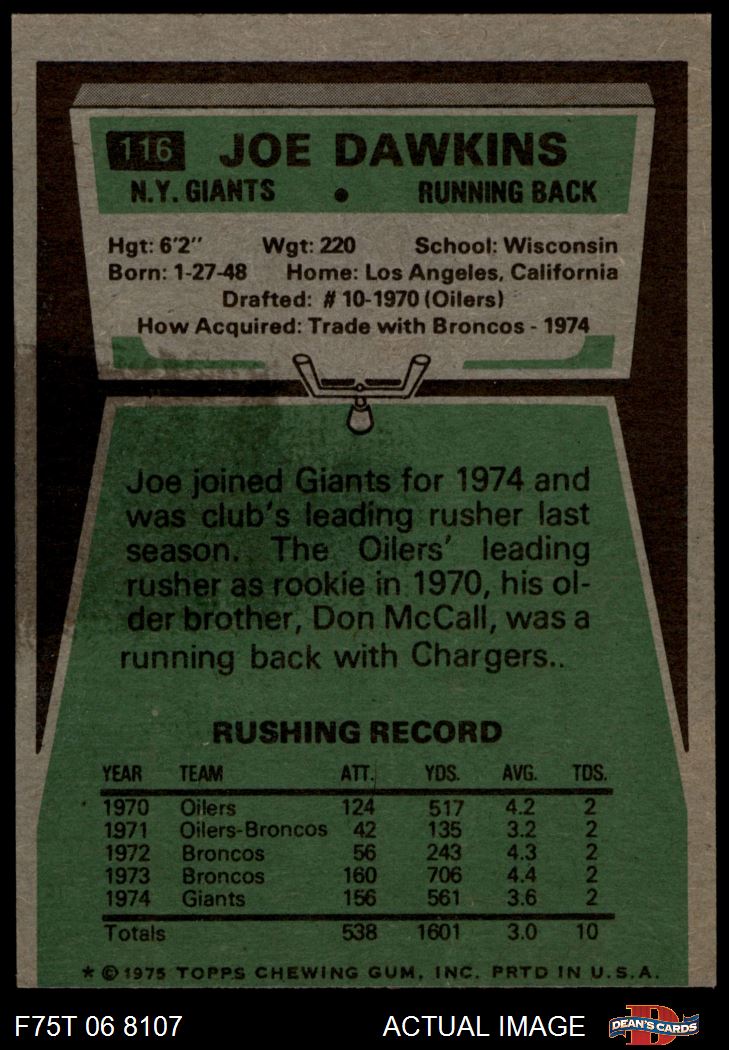 116 JOE DAWKINS
N.Y. GIANTS • RUNNING BACK
Hgt: 6'2" Wgt: 220 School: Wisconsin
Born: 1-27-48 Home: Los Angeles, California
Drafted: #10-1970 (Oilers)
How Acquired: Trade with Broncos - 1974
Joe joined Giants for 1974 and
was club's leading rusher last
season. The Oilers' leading
rusher as rookie in 1970, his ol-
der brother, Don McCall, was a
running back with Chargers..
RUSHING RECORD
YEAR TEAM ATT. YDS. AVG. TDS.
1970 Oilers 124 517 4.2 2
1971 Oilers-Broncos 42 135 3.2 2
1972 Broncos 56 243 4.3 2
1973 Broncos 160 706 4.4 2
1974 Giants 156 561 3.6 2
Totals 538 1601 3.0 10
* © 1975 TOPPS CHEWING GUM, INC. PRTD IN U.S.A.
F75T 06 8107 ACTUAL IMAGE D DEAN'S CARDS